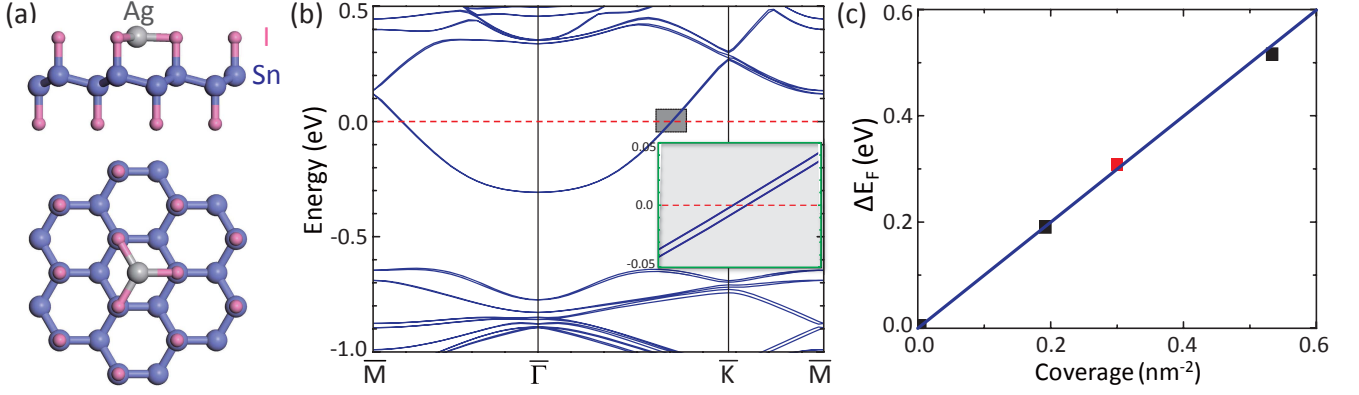 (a)
Ag
I
Sn
(b)
Energy (eV)
0.5
0.0
-0.5
-1.0
0.05
0.0
-0.05
M̅
Γ̅
K̅
M̅
(c)
ΔE_F (eV)
0.6
0.4
0.2
0.0
0.0
0.2
0.4
0.6
Coverage (nm⁻²)